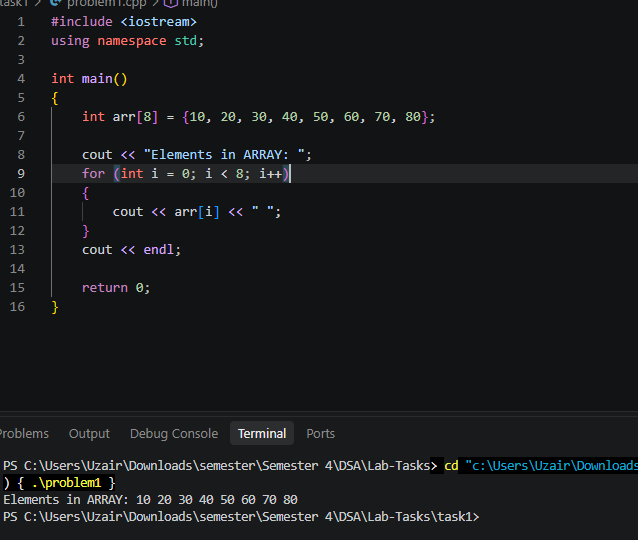 task1 > problem1.cpp > main()
1 #include <iostream>
2 using namespace std;
3
4 int main()
5 {
6     int arr[8] = {10, 20, 30, 40, 50, 60, 70, 80};
7
8     cout << "Elements in ARRAY: ";
9     for (int i = 0; i < 8; i++)
10     {
11         cout << arr[i] << " ";
12     }
13     cout << endl;
14
15     return 0;
16 }
Problems Output Debug Console Terminal Ports
PS C:\Users\Uzair\Downloads\semester\Semester 4\DSA\Lab-Tasks> cd "c:\Users\Uzair\Downloads
) { .\problem1 }
Elements in ARRAY: 10 20 30 40 50 60 70 80
PS C:\Users\Uzair\Downloads\semester\Semester 4\DSA\Lab-Tasks\task1>